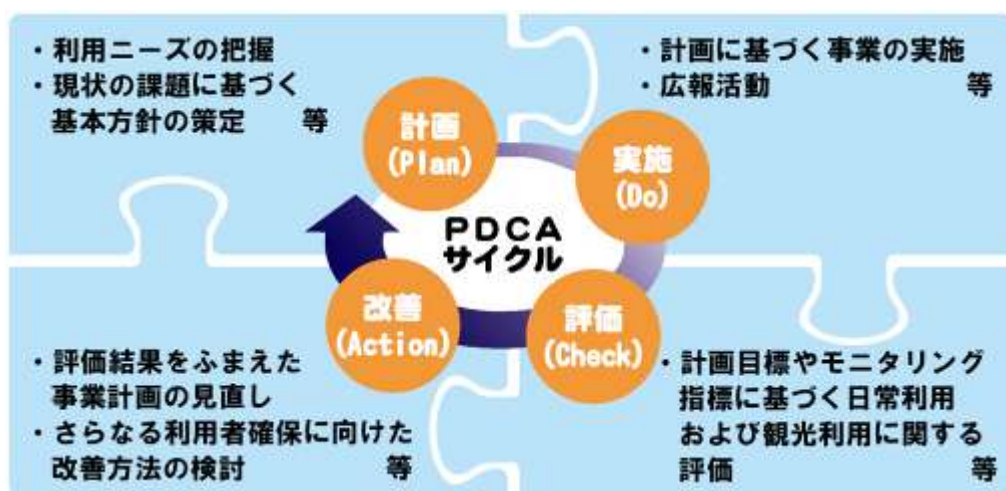 ・利用ニーズの把握
・現状の課題に基づく
基本方針の策定 等
・計画に基づく事業の実施
・広報活動 等
計画
(Plan)
実施
(Do)
PDCA
サイクル
改善
(Action)
評価
(Check)
・評価結果をふまえた
事業計画の見直し
・さらなる利用者確保に向けた
改善方法の検討 等
・計画目標やモニタリング
指標に基づく日常利用
および観光利用に関する
評価 等